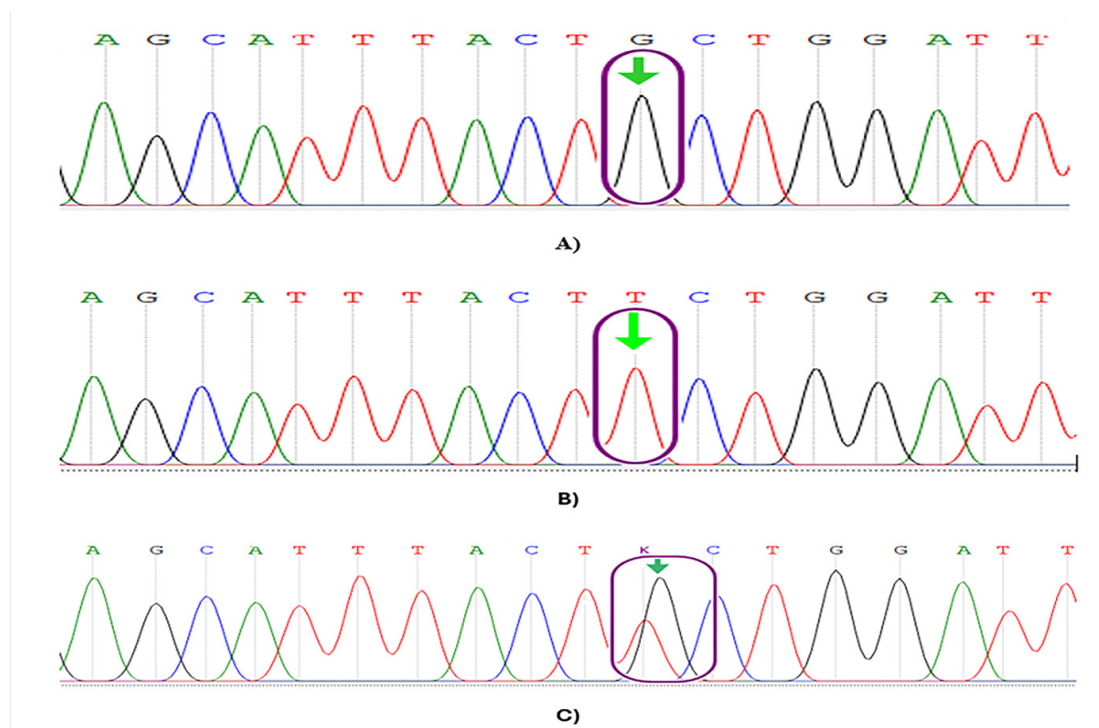 A G C A T T T A C T G C T G G A T T
A)
A G C A T T T A C T T C T G G A T T
B)
A G C A T T T A C T K C T G G A T T
C)